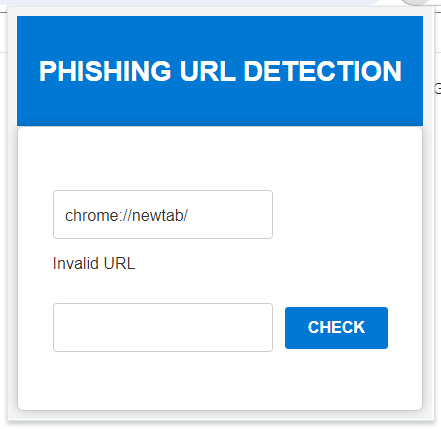 PHISHING URL DETECTION
chrome://newtab/
Invalid URL
CHECK